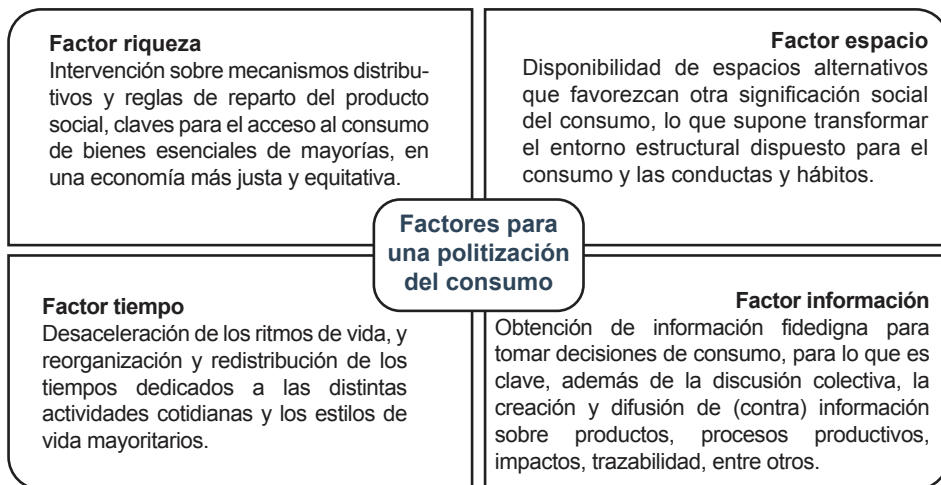 Factor riqueza
Intervención sobre mecanismos distribu-
tivos y reglas de reparto del producto
social, claves para el acceso al consumo
de bienes esenciales de mayorías, en
una economía más justa y equitativa.
Factor espacio
Disponibilidad de espacios alternativos
que favorezcan otra significación social
del consumo, lo que supone transformar
el entorno estructural dispuesto para el
consumo y las conductas y hábitos.
Factores para
una politización
del consumo
Factor tiempo
Desaceleración de los ritmos de vida, y
reorganización y redistribución de los
tiempos dedicados a las distintas
actividades cotidianas y los estilos de
vida mayoritarios.
Factor información
Obtención de información fidedigna para
tomar decisiones de consumo, para lo que es
clave, además de la discusión colectiva, la
creación y difusión de (contra) información
sobre productos, procesos productivos,
impactos, trazabilidad, entre otros.